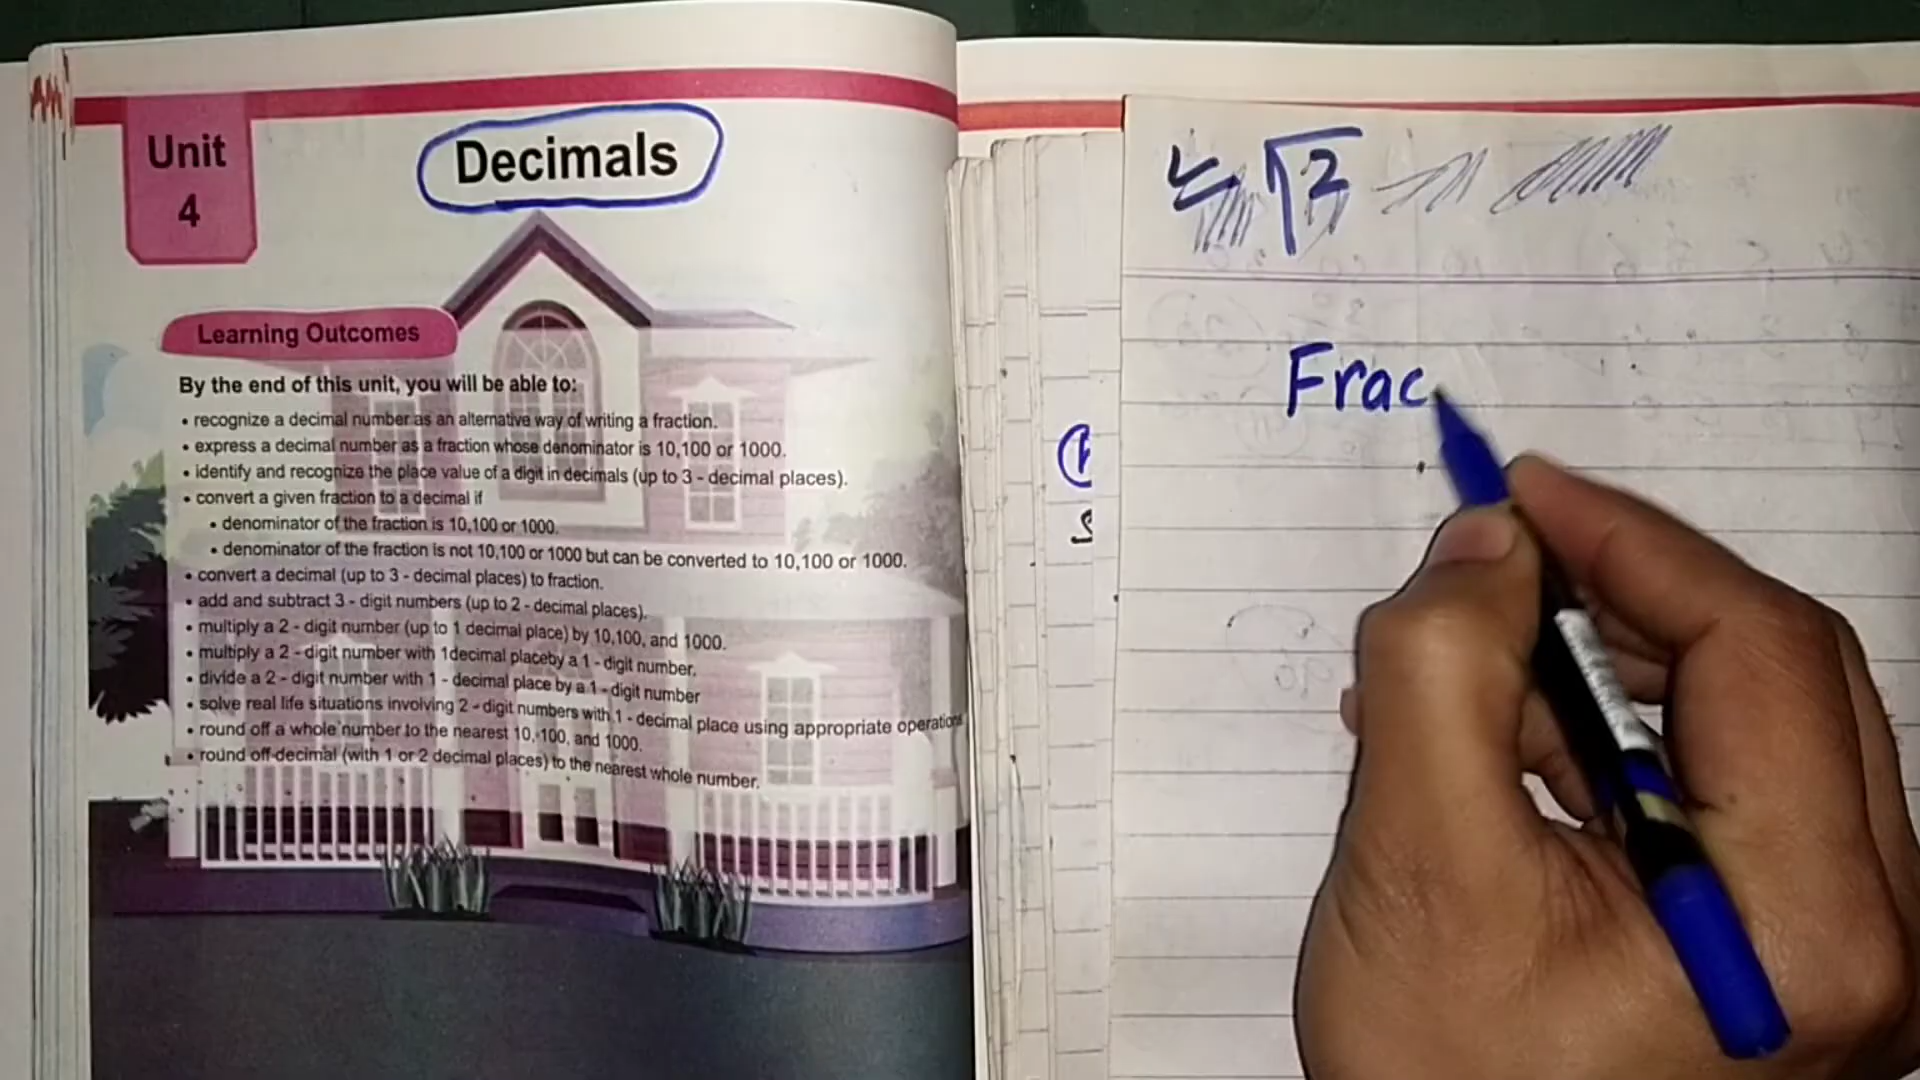 Unit
4
Decimals
Learning Outcomes
By the end of this unit, you will be able to:
• recognize a decimal number as an alternative way of writing a fraction.
• express a decimal number as a fraction whose denominator is 10,100 or 1000.
• identify and recognize the place value of a digit in decimals (up to 3 - decimal places).
• convert a given fraction to a decimal if
• denominator of the fraction is 10,100 or 1000.
• denominator of the fraction is not 10,100 or 1000 but can be converted to 10,100 or 1000.
• convert a decimal (up to 3 - decimal places) to fraction.
• add and subtract 3 - digit numbers (up to 2 - decimal places).
• multiply a 2 - digit number (up to 1 decimal place) by 10,100, and 1000.
• multiply a 2 - digit number with 1decimal placeby a 1 - digit number.
• divide a 2 - digit number with 1 - decimal place by a 1 - digit number
• solve real life situations involving 2 - digit numbers with 1 - decimal place using appropriate operation
• round off a whole number to the nearest 10, 100, and 1000.
• round off decimal (with 1 or 2 decimal places) to the nearest whole number.
√2
Frac